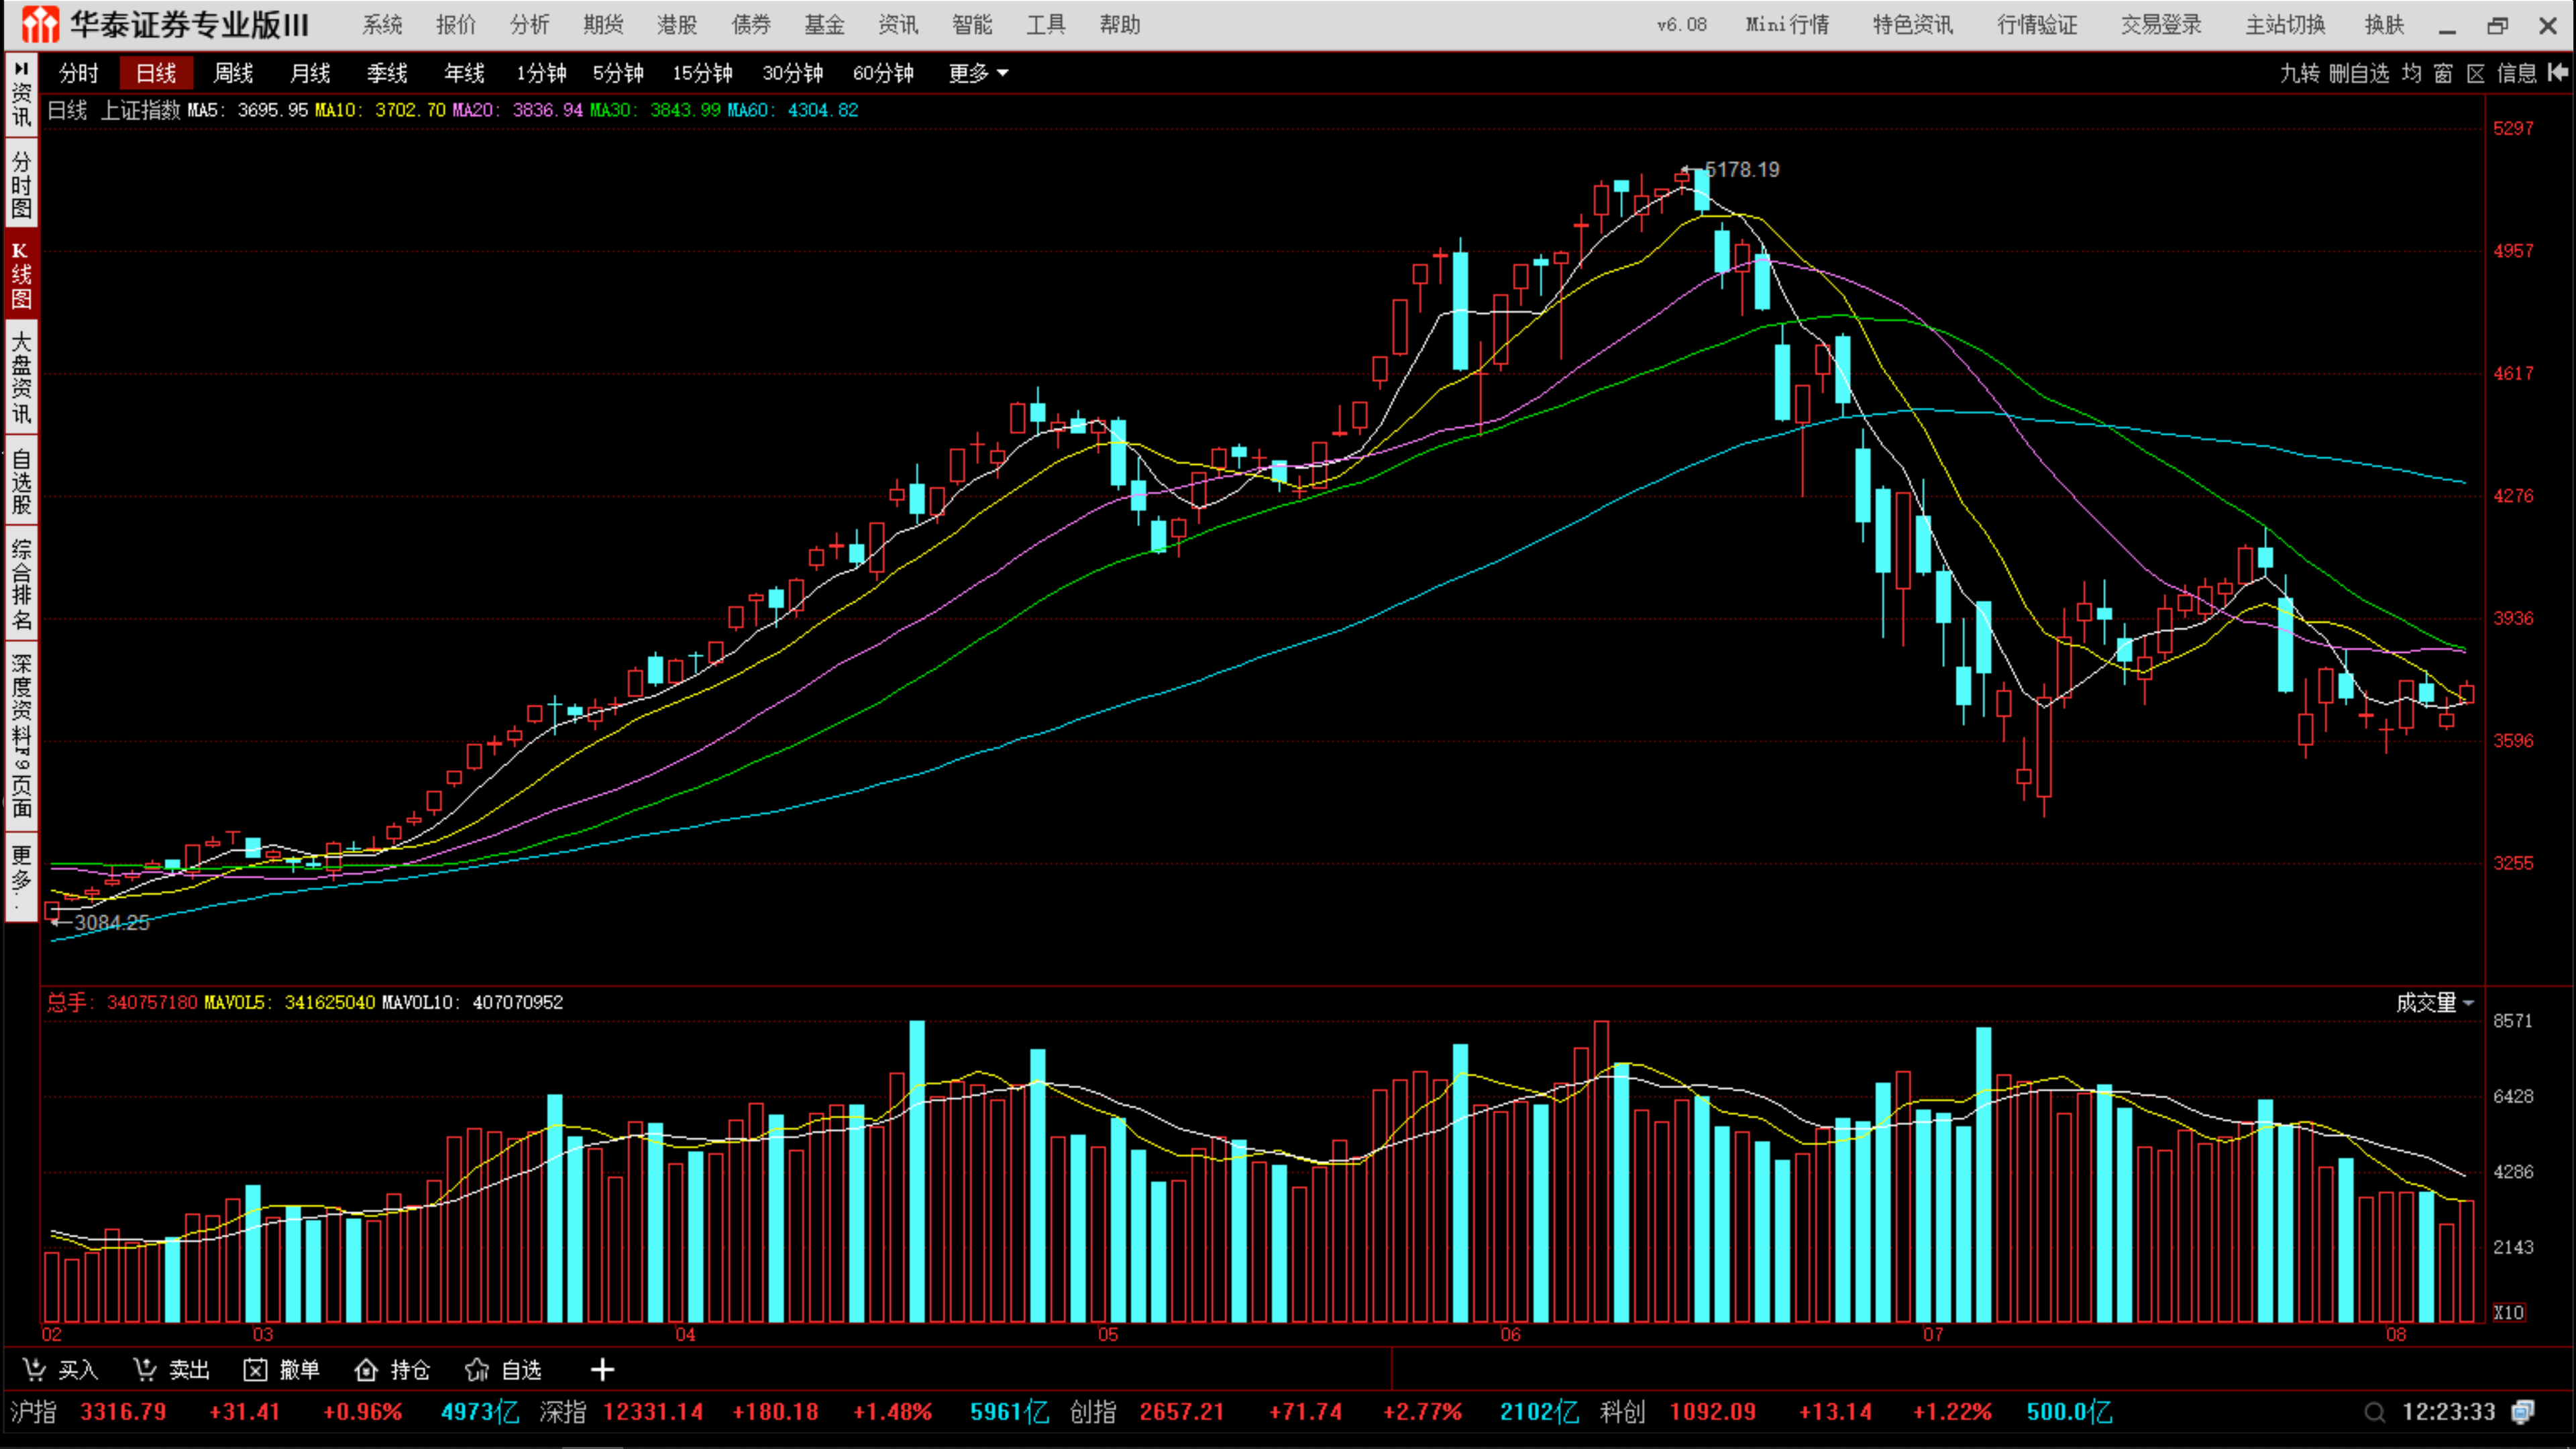 华泰证券专业版III 系统 报价 分析 期货 港股 债券 基金 资讯 智能 工具 帮助 v6.08 Mini行情 特色资讯 行情验证 交易登录 主站切换 换肤
分时 日线 周线 月线 季线 年线 1分钟 5分钟 15分钟 30分钟 60分钟 更多 九转 删自选 均 窗 区 信息
日线 上证指数 MA5: 3695.95 MA10: 3702.70 MA20: 3836.94 MA30: 3843.99 MA60: 4304.82
资讯
分时图
K线图
大盘资讯
自选股
综合排名
深度资料F9页面
更多..
5297
5178.19
4957
4617
4276
3936
3596
3255
3084.25
总手: 340757180 MAVOL5: 341625040 MAVOL10: 407070952 成交量
8571
6428
4286
2143
X10
02 03 04 05 06 07 08
买入 卖出 撤单 持仓 自选 +
沪指 3316.79 +31.41 +0.96% 4973亿 深指 12331.14 +180.18 +1.48% 5961亿 创指 2657.21 +71.74 +2.77% 2102亿 科创 1092.09 +13.14 +1.22% 500.0亿 12:23:33